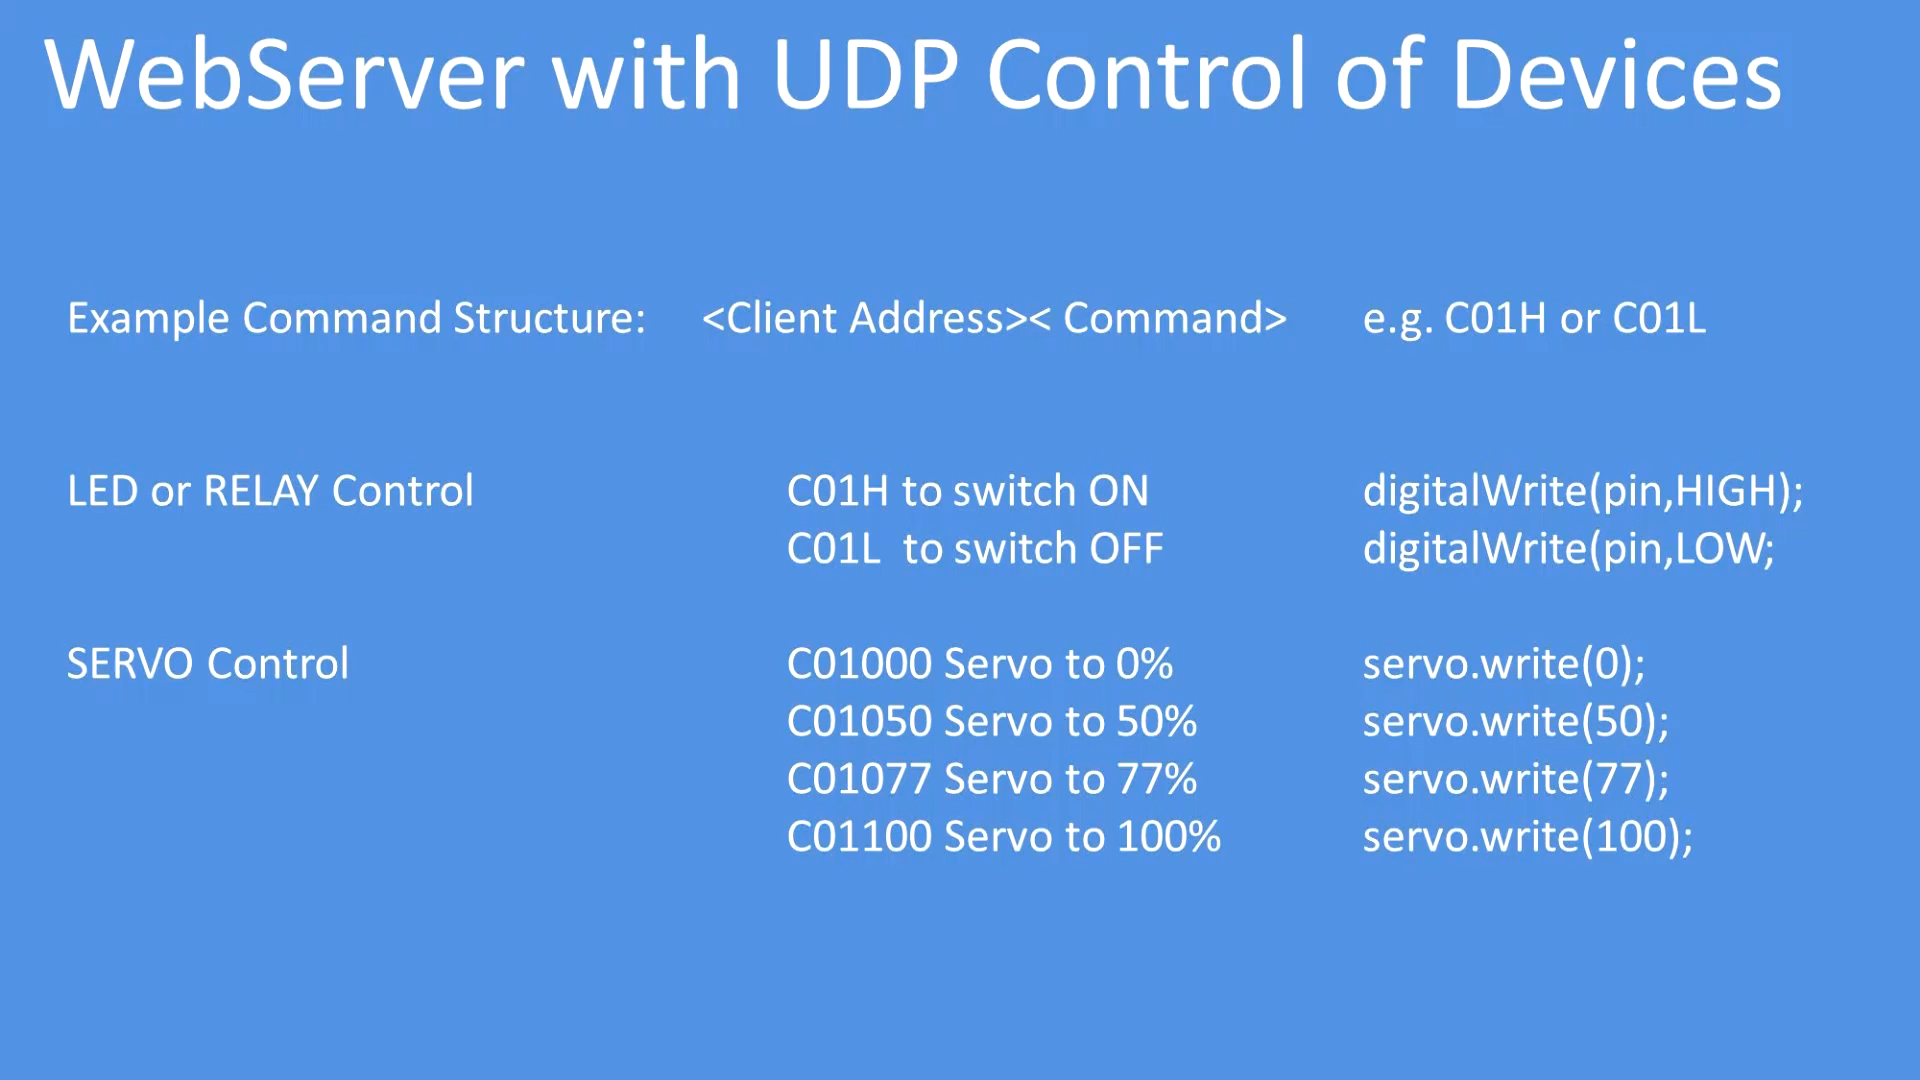 WebServer with UDP Control of Devices
Example Command Structure: <Client Address>< Command> e.g. C01H or C01L
LED or RELAY Control C01H to switch ON digitalWrite(pin,HIGH);
C01L to switch OFF digitalWrite(pin,LOW;
SERVO Control C01000 Servo to 0% servo.write(0);
C01050 Servo to 50% servo.write(50);
C01077 Servo to 77% servo.write(77);
C01100 Servo to 100% servo.write(100);